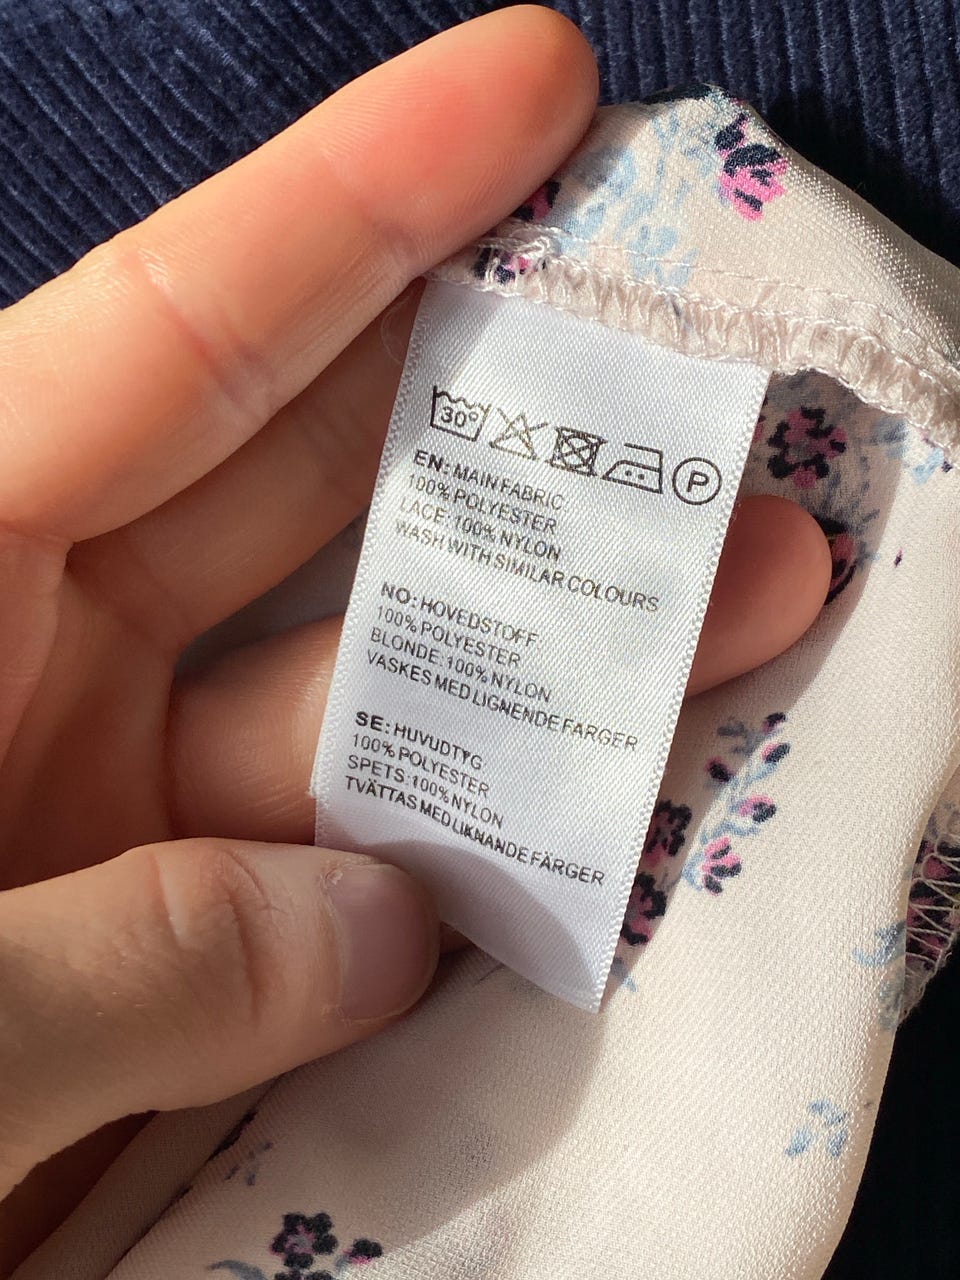 30°
P
EN: MAIN FABRIC
100% POLYESTER
LACE: 100% NYLON
WASH WITH SIMILAR COLOURS
NO: HOVEDSTOFF
100% POLYESTER
BLONDE: 100% NYLON
VASKES MED LIGNENDE FARGER
SE: HUVUDTYG
100% POLYESTER
SPETS: 100% NYLON
TVÄTTAS MED LIKNANDE FÄRGER